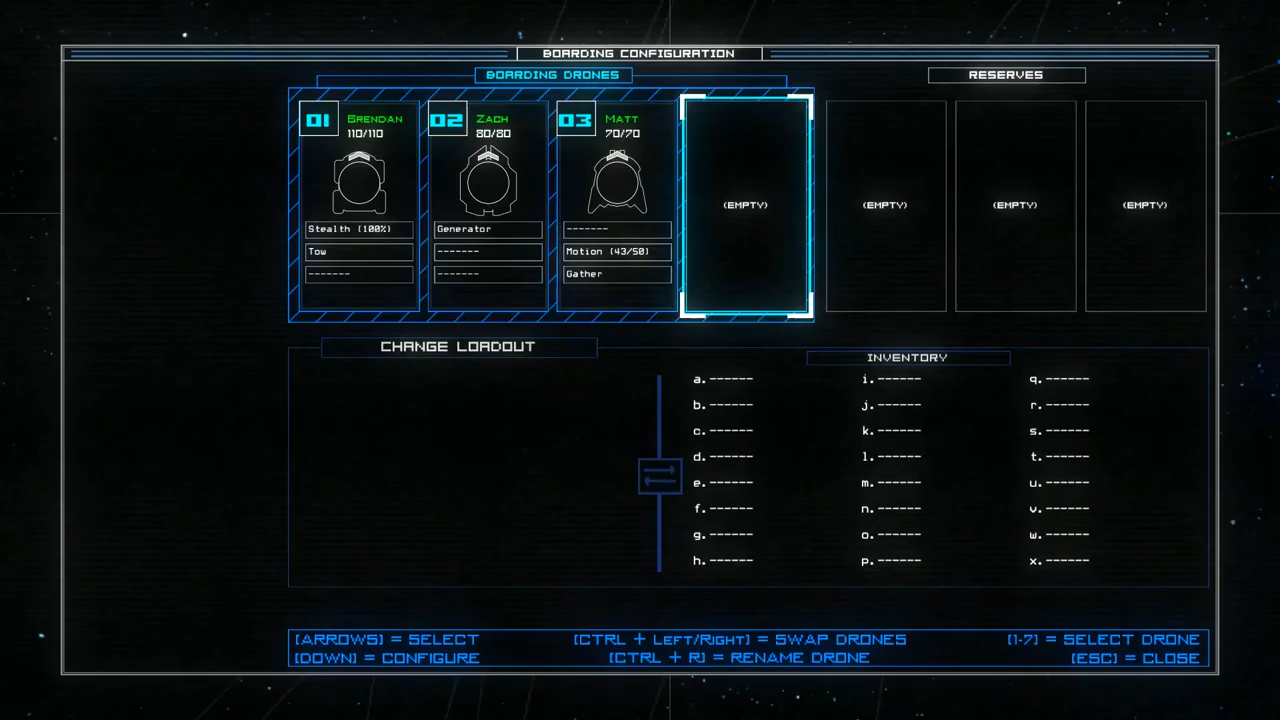 BOARDING CONFIGURATION
BOARDING DRONES
RESERVES
01 BRENDAN
110/110
Stealth (100%)
Tow
-------
02 ZACH
80/80
Generator
-------
-------
03 MATT
70/70
-------
Motion (43/50)
Gather
(EMPTY)
(EMPTY)
(EMPTY)
(EMPTY)
CHANGE LOADOUT
INVENTORY
a.------
b.------
c.------
d.------
e.------
f.------
g.------
h.------
i.------
j.------
k.------
l.------
m.------
n.------
o.------
p.------
q.------
r.------
s.------
t.------
u.------
v.------
w.------
x.------
[ARROWS] = SELECT
[CTRL + LEFT/RIGHT] = SWAP DRONES
[1-7] = SELECT DRONE
[DOWN] = CONFIGURE
[CTRL + R] = RENAME DRONE
[ESC] = CLOSE